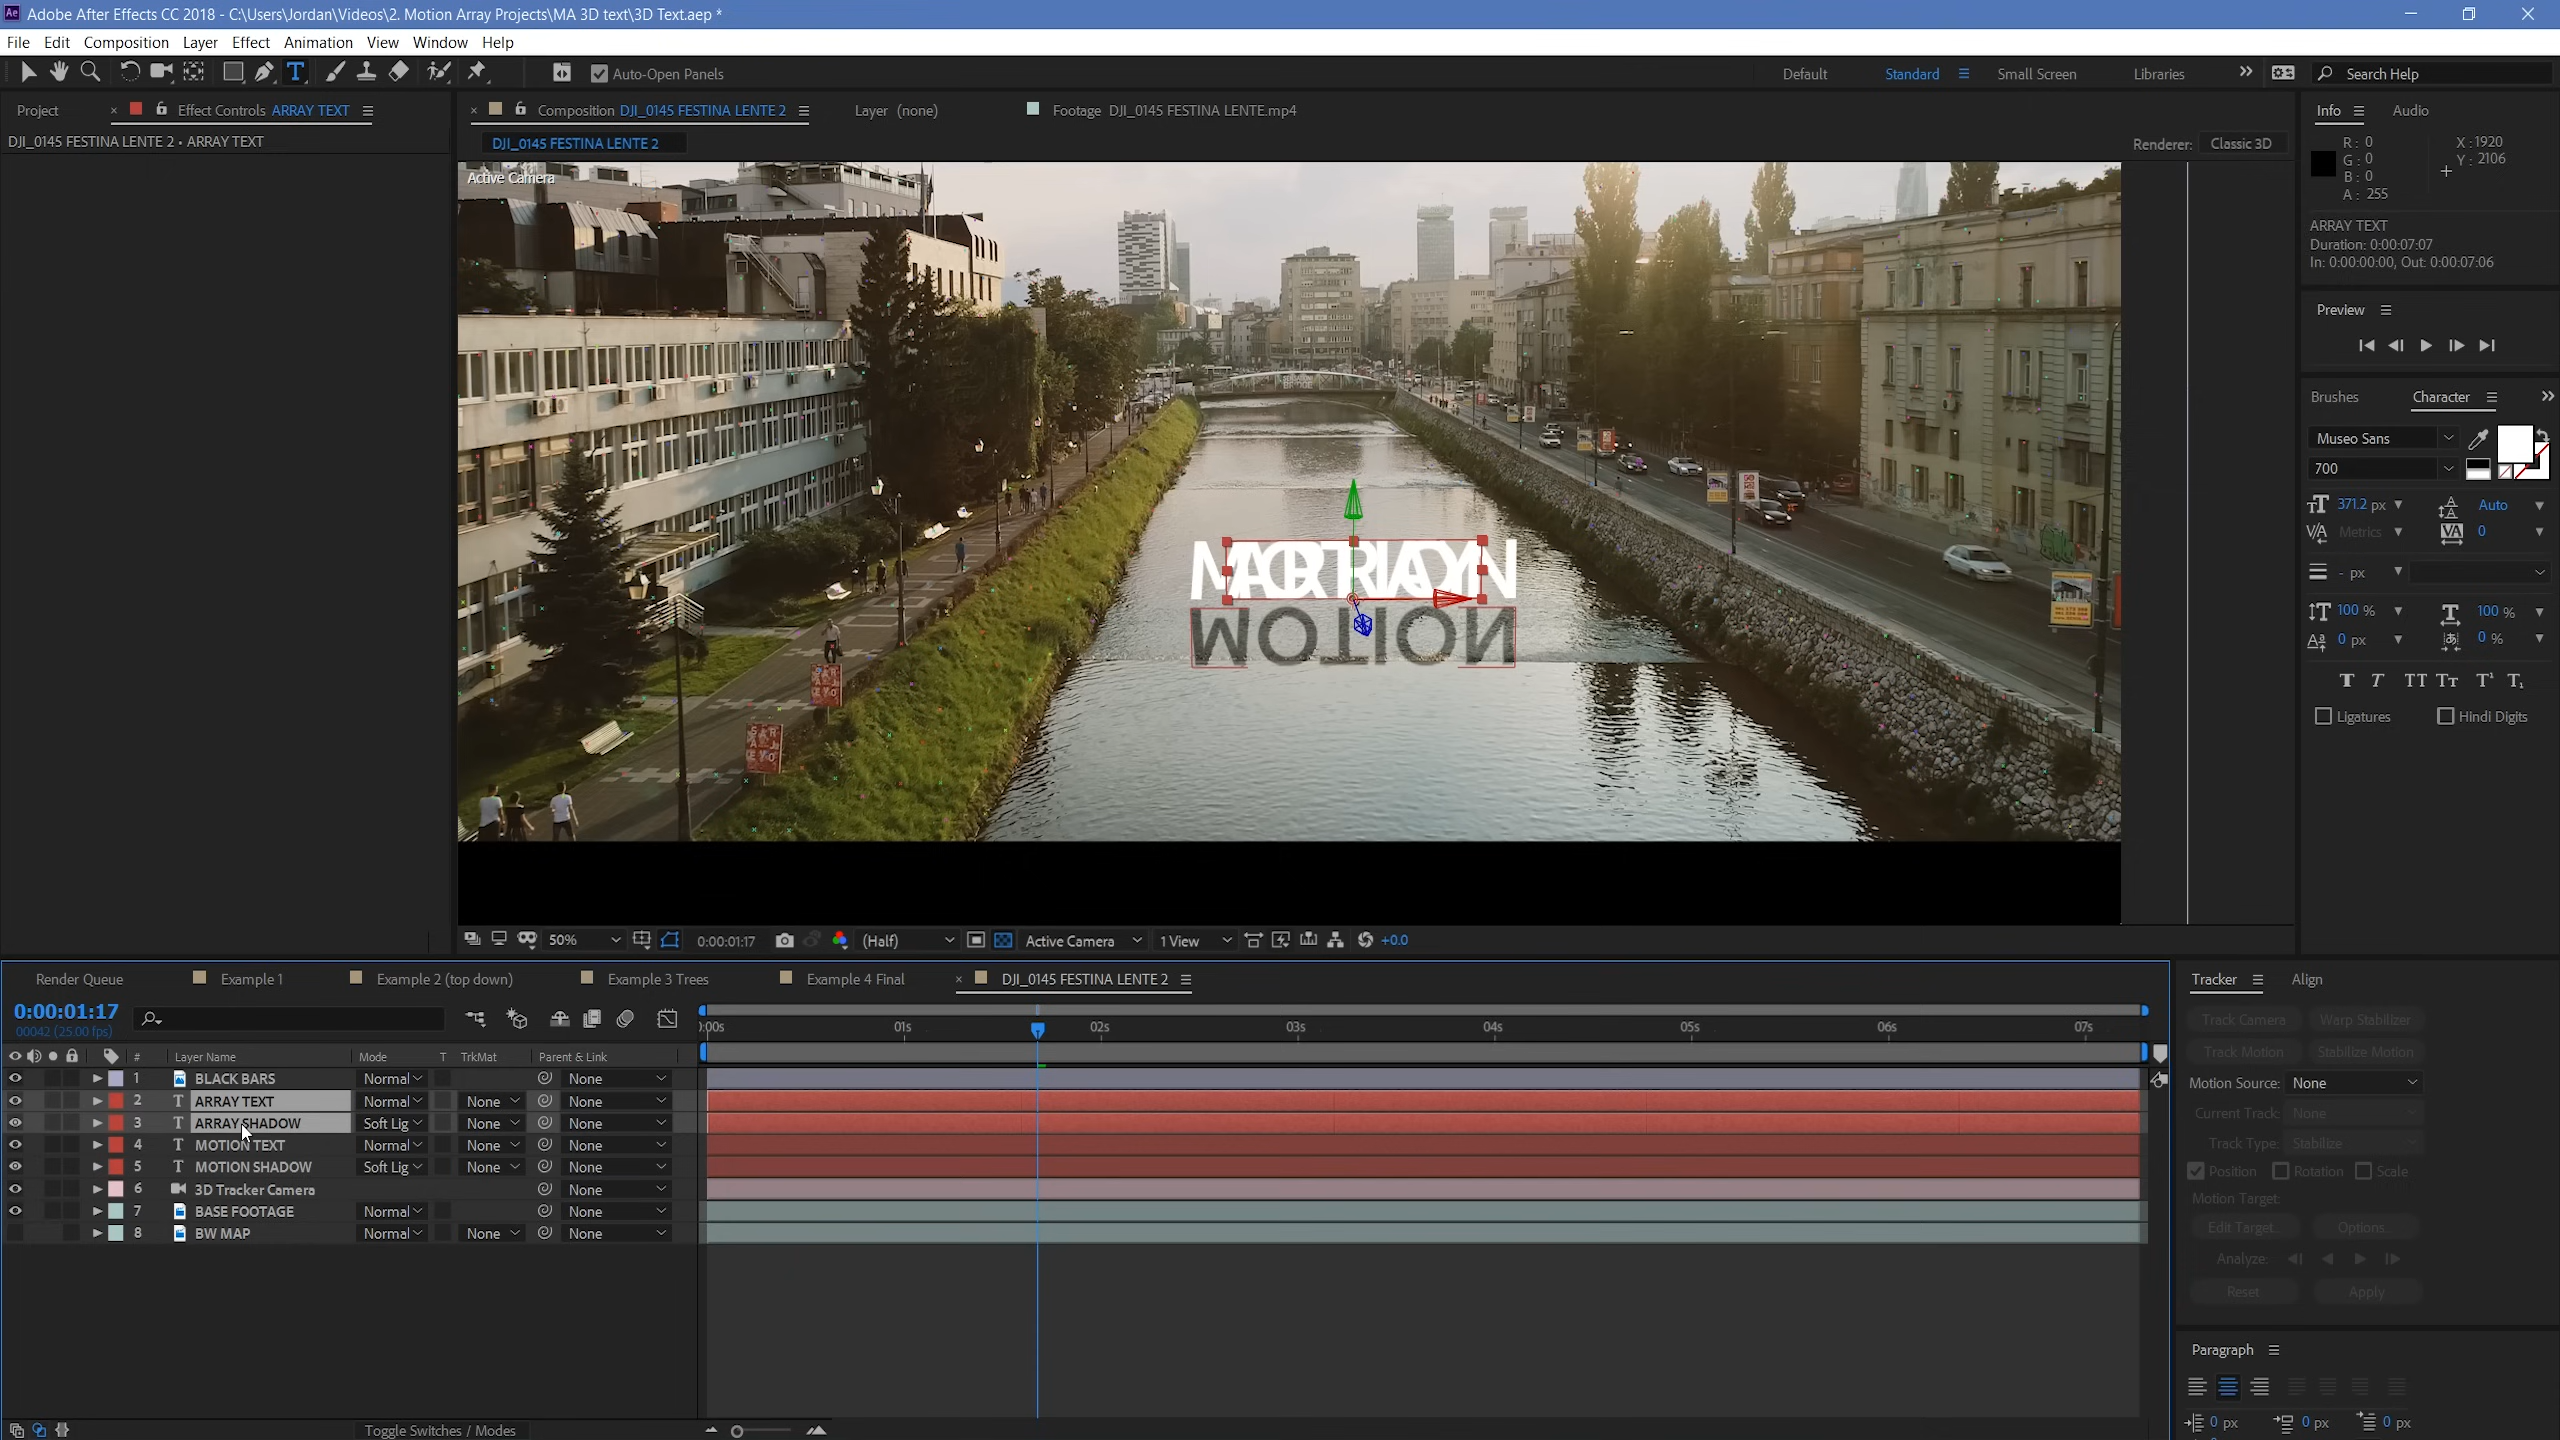 Adobe After Effects CC 2018 - C:\Users\Jordan\Videos\2. Motion Array Projects\MA 3D text\3D Text.aep *
File Edit Composition Layer Effect Animation View Window Help
Auto-Open Panels Default Standard Small Screen Libraries Search Help
Project Effect Controls ARRAY TEXT Composition DJI_0145 FESTINA LENTE 2 Layer (none) Footage DJI_0145 FESTINA LENTE.mp4 Info Audio
DJI_0145 FESTINA LENTE 2 • ARRAY TEXT
DJI_0145 FESTINA LENTE 2 Renderer: Classic 3D
R: 0 X: 1920
G: 0 Y: 2106
B: 0
A: 255
Active Camera
ARRAY TEXT
Duration: 0:00:07:07
In: 0:00:00:00, Out: 0:00:07:06
Preview
Brushes Character
Museo Sans
700
371.2 px Auto
Metrics 0
- px
100 % 100 %
0 px 0 %
T T TT Tt T¹ T₁
Ligatures Hindi Digits
MOTION
50% 0:00:01:17 (Half) Active Camera 1 View +0.0
Render Queue Example 1 Example 2 (top down) Example 3 Trees Example 4 Final DJI_0145 FESTINA LENTE 2 Tracker Align
0:00:01:17
00042 (25.00 fps)
):00s 01s 02s 03s 04s 05s 06s 07s
# Layer Name Mode T TrkMat Parent & Link
1 BLACK BARS Normal None
2 ARRAY TEXT Normal None None
3 ARRAY SHADOW Soft Lig None None
4 MOTION TEXT Normal None None
5 MOTION SHADOW Soft Lig None None
6 3D Tracker Camera None
7 BASE FOOTAGE Normal None
8 BW MAP Normal None None
Toggle Switches / Modes
Track Camera Warp Stabilizer
Track Motion Stabilize Motion
Motion Source: None
Current Track: None
Track Type: Stabilize
Position Rotation Scale
Motion Target:
Edit Target... Options...
Analyze:
Reset Apply
Paragraph
0 px 0 px 0 px